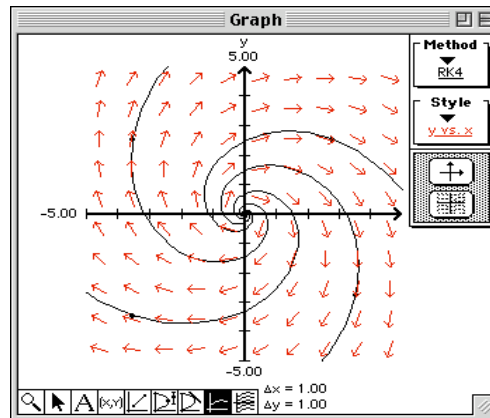 Graph
y
5.00
-5.00
x
-5.00
Method
RK4
Style
y vs. x
A
(X,Y)
Δx = 1.00
Δy = 1.00